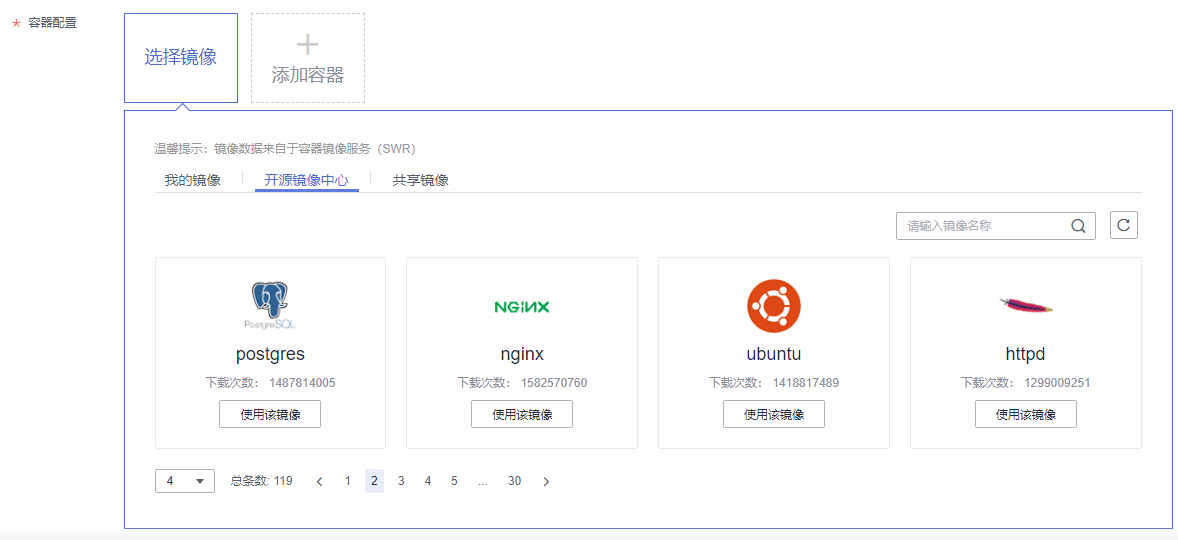 * 容器配置
选择镜像
添加容器
温馨提示：镜像数据来自于容器镜像服务（SWR）
我的镜像 开源镜像中心 共享镜像
请输入镜像名称
PostgreSQL
NGINX
postgres nginx ubuntu httpd
下载次数： 1487814005 下载次数： 1582570760 下载次数： 1418817489 下载次数： 1299009251
使用该镜像 使用该镜像 使用该镜像 使用该镜像
4 总条数: 119 < 1 2 3 4 5 ... 30 >